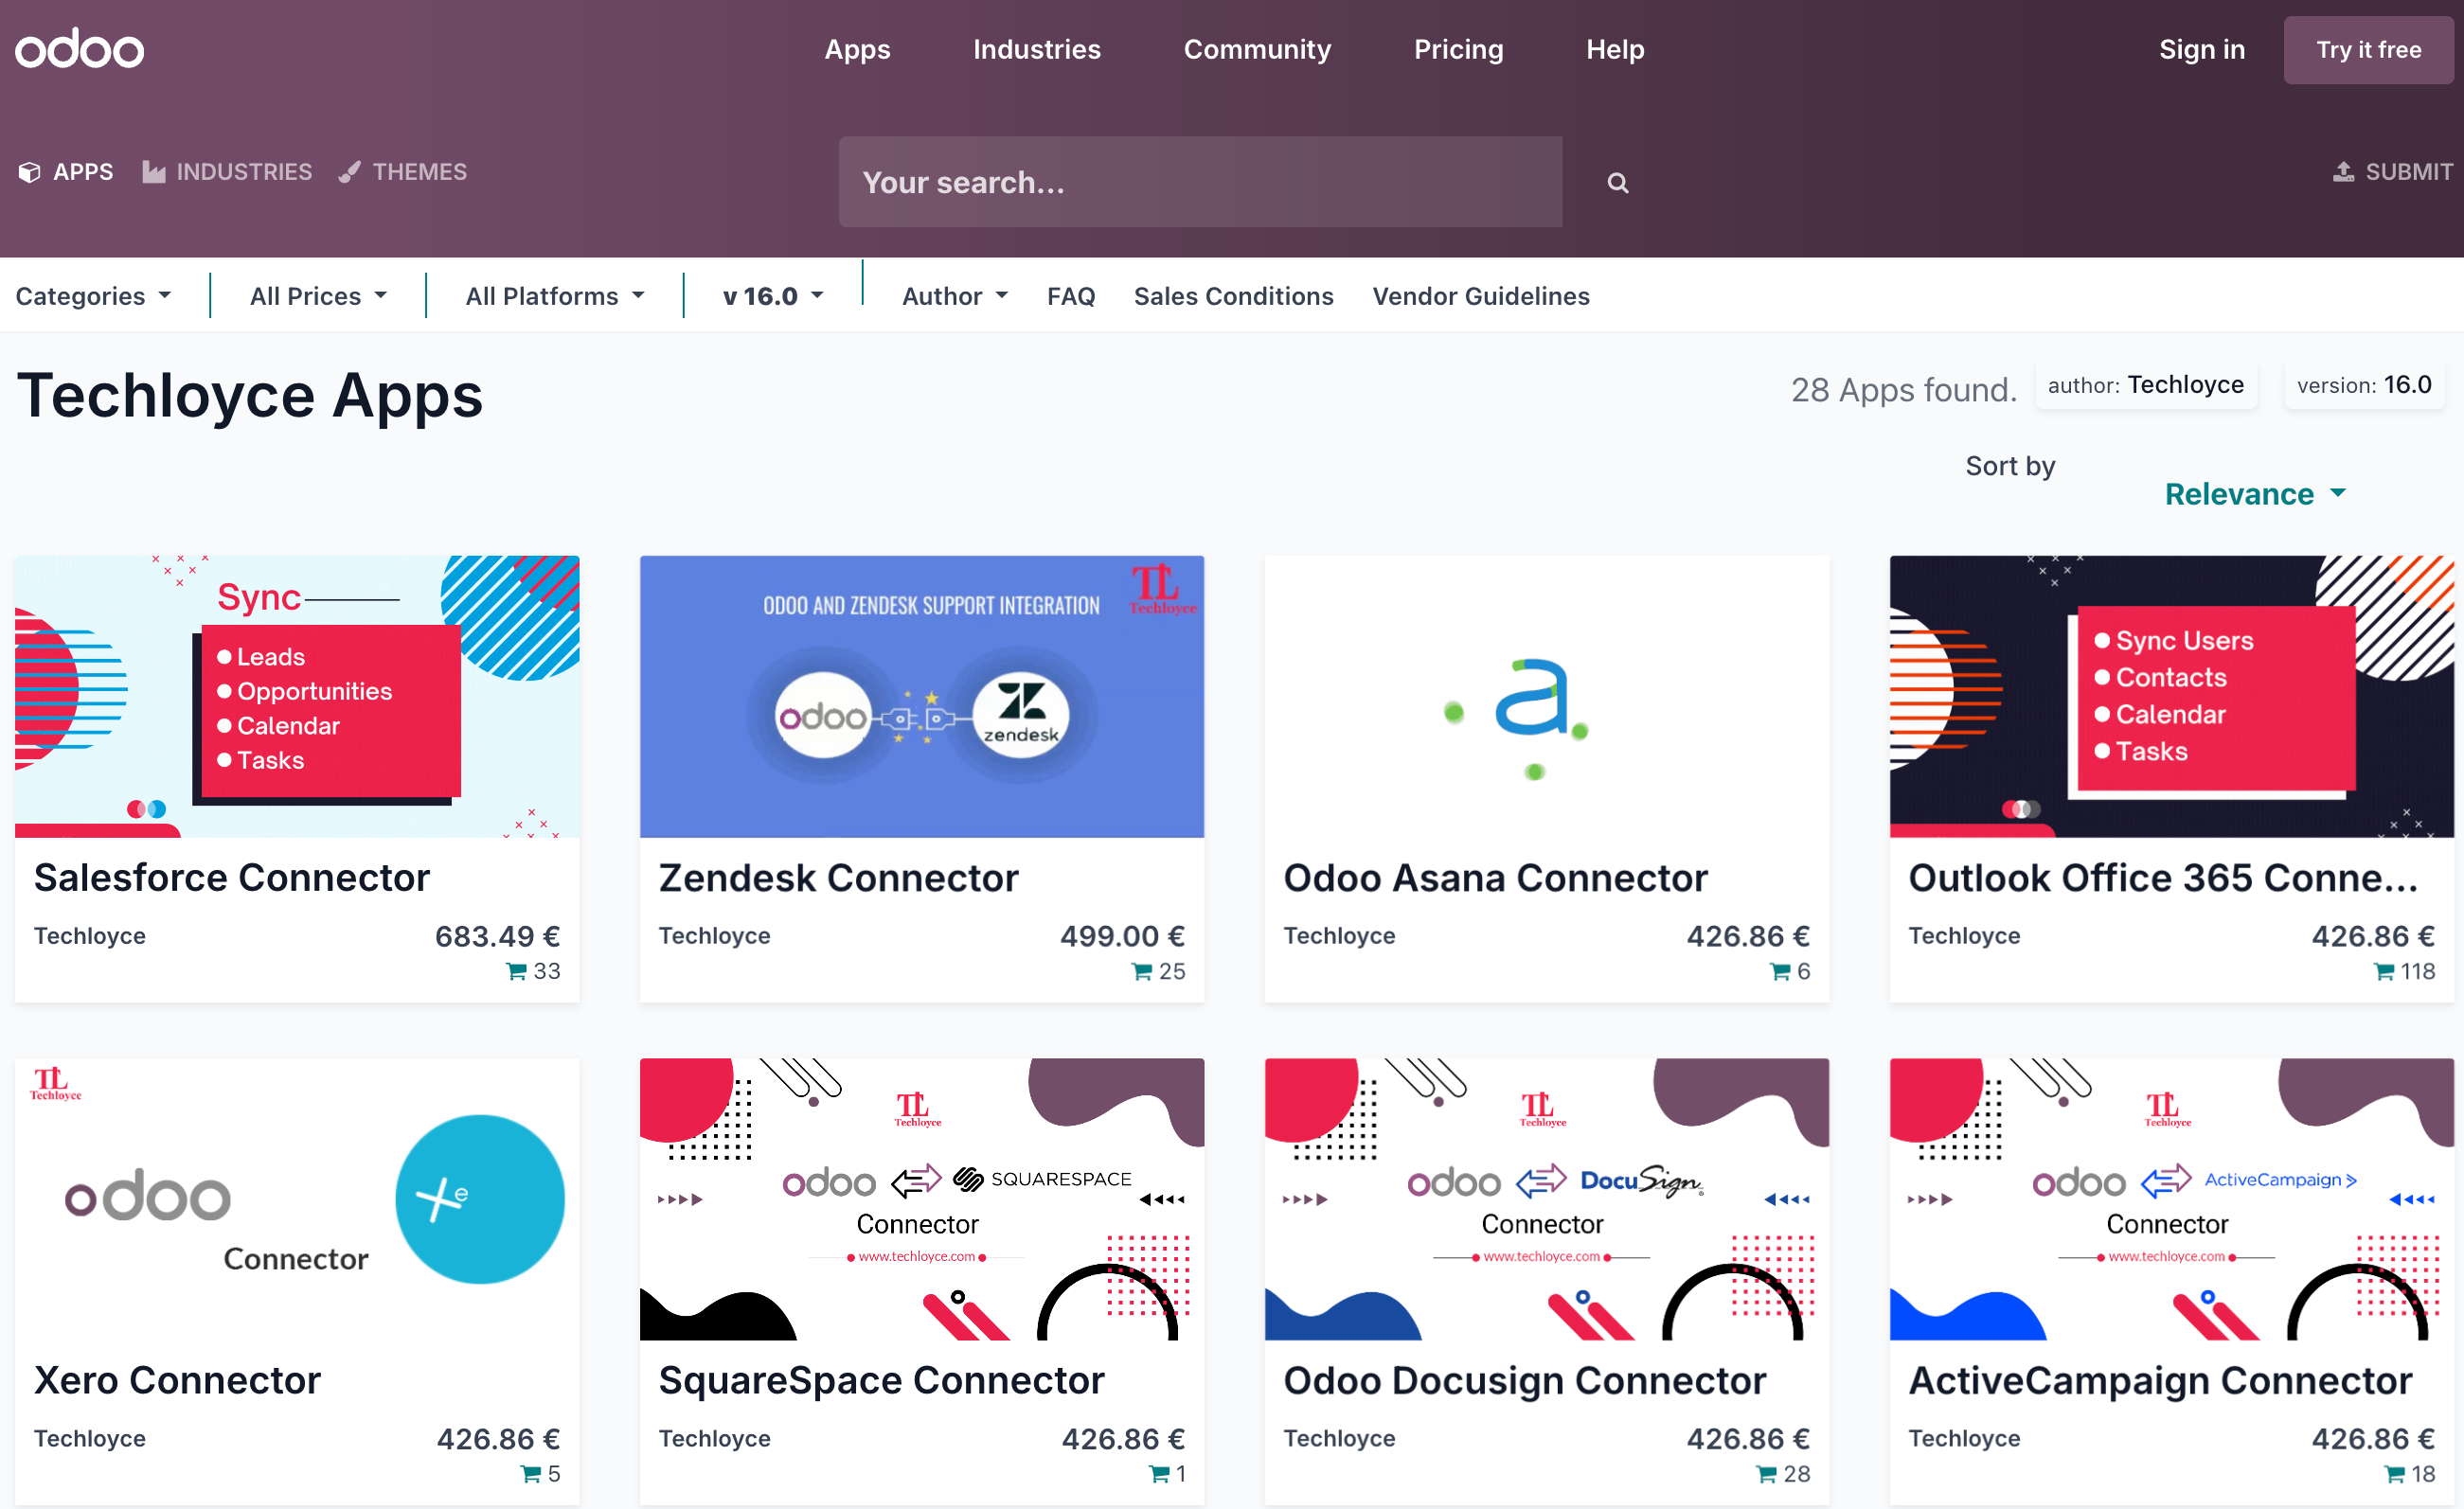 odoo
Apps
Industries
Community
Pricing
Help
Sign in
Try it free
APPS
INDUSTRIES
THEMES
Your search...
SUBMIT
Categories
All Prices
All Platforms
v 16.0
Author
FAQ
Sales Conditions
Vendor Guidelines
Techloyce Apps
28 Apps found.
author: Techloyce
version: 16.0
Sort by
Relevance
Sync
Leads
Opportunities
Calendar
Tasks
Salesforce Connector
Techloyce
683.49 €
33
TL
Techloyce
ODOO AND ZENDESK SUPPORT INTEGRATION
odoo
zendesk
Zendesk Connector
Techloyce
499.00 €
25
a
Odoo Asana Connector
Techloyce
426.86 €
6
Sync Users
Contacts
Calendar
Tasks
Outlook Office 365 Conne...
Techloyce
426.86 €
118
TL
Techloyce
odoo
Connector
e
Xero Connector
Techloyce
426.86 €
5
TL
Techloyce
odoo
SQUARESPACE
Connector
www.techloyce.com
SquareSpace Connector
Techloyce
426.86 €
1
TL
Techloyce
odoo
DocuSign
Connector
www.techloyce.com
Odoo Docusign Connector
Techloyce
426.86 €
28
TL
Techloyce
odoo
ActiveCampaign >
Connector
www.techloyce.com
ActiveCampaign Connector
Techloyce
426.86 €
18